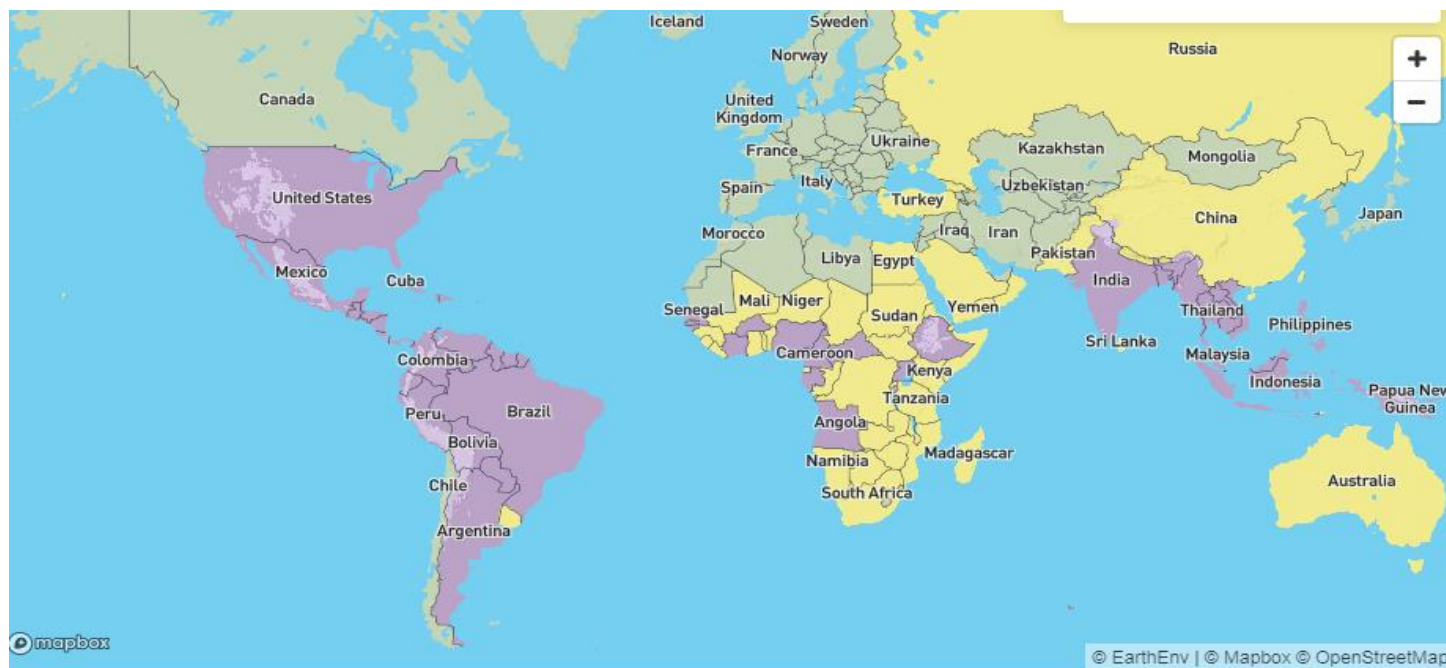 Iceland
Sweden
Norway
Russia
Canada
United
Kingdom
Ukraine
France
Kazakhstan
Mongolia
Italy
Uzbekistan
Spain
United States
Turkey
China
Japan
Morocco
Iraq
Iran
Libya
Egypt
Pakistan
Mexico
Cuba
India
Mali
Niger
Senegal
Sudan
Yemen
Thailand
Philippines
Sri Lanka
Cameroon
Colombia
Malaysia
Kenya
Indonesia
Tanzania
Papua New
Guinea
Peru
Brazil
Angola
Bolivia
Madagascar
Namibia
Chile
Australia
South Africa
Argentina
+
−
mapbox
© EarthEnv | © Mapbox © OpenStreetMap